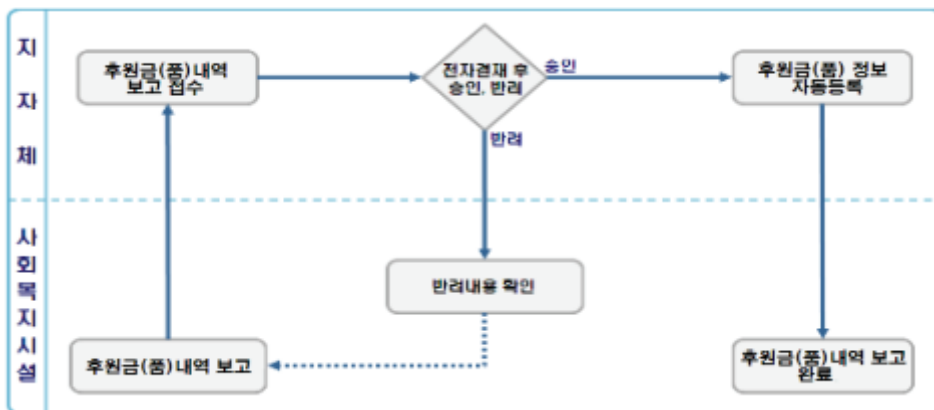 지자체
후원금(품)내역
보고 접수
전자결재 후
승인, 반려
승인
후원금(품) 정보
자동등록
반려
사회복지시설
반려내용 확인
후원금(품)내역 보고
후원금(품)내역 보고
완료